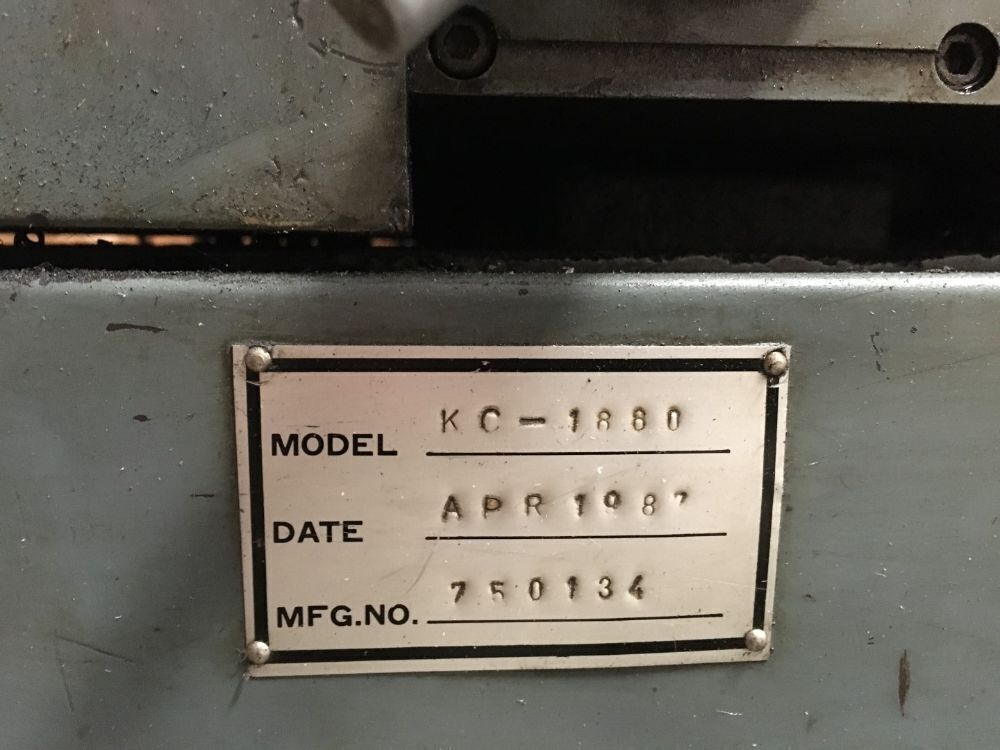 MODEL KC-1880
DATE APR 1987
MFG.NO. 750134